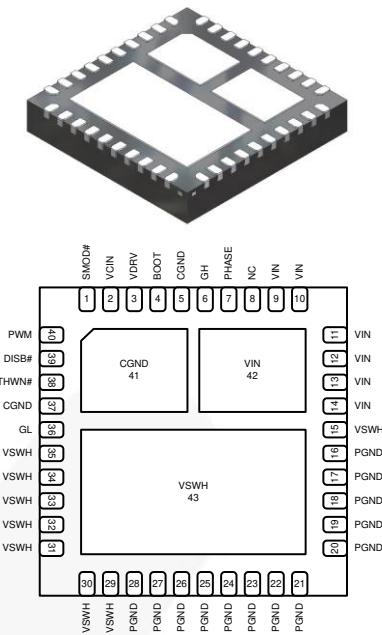 SMOD#
VCIN
VDRV
BOOT
CGND
GH
PHASE
NC
VIN
VIN
1 2 3 4 5 6 7 8 9 10
PWM 40
DISB# 39
THWN# 38
CGND 37
GL 36
VSWH 35
VSWH 34
VSWH 33
VSWH 32
VSWH 31
CGND
41
VIN
42
VSWH
43
11 VIN
12 VIN
13 VIN
14 VIN
15 VSWH
16 PGND
17 PGND
18 PGND
19 PGND
20 PGND
30 29 28 27 26 25 24 23 22 21
VSWH
VSWH
PGND
PGND
PGND
PGND
PGND
PGND
PGND
PGND